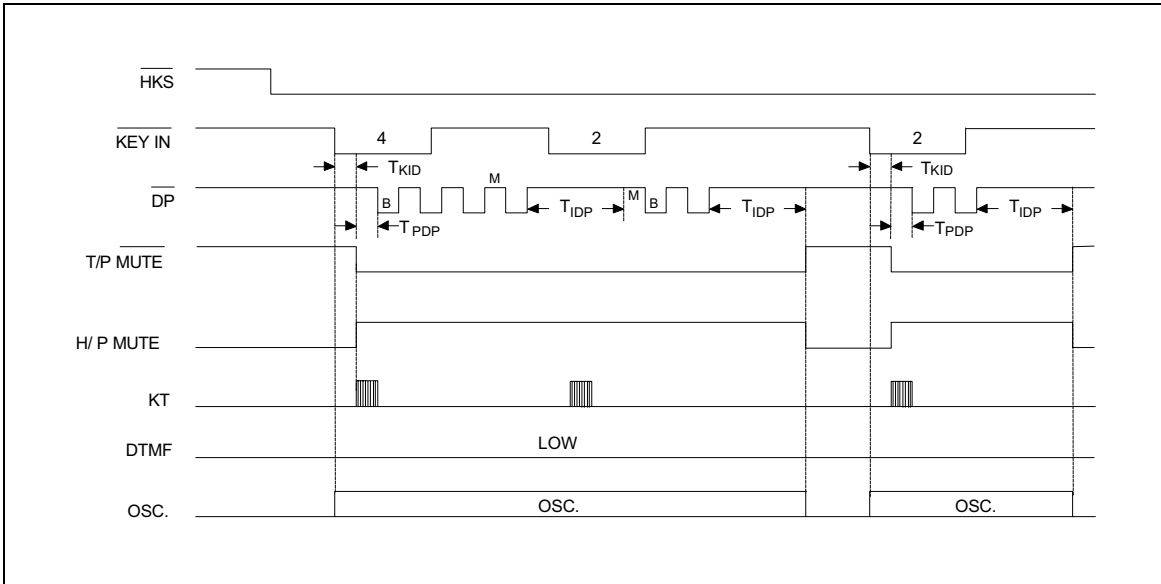 HKS
KEY IN
4
2
2
TKID
TKID
DP
B
M
TIDP
M
B
TIDP
TIDP
TPDP
TPDP
T/P MUTE
H/ P MUTE
KT
DTMF
LOW
OSC.
OSC.
OSC.